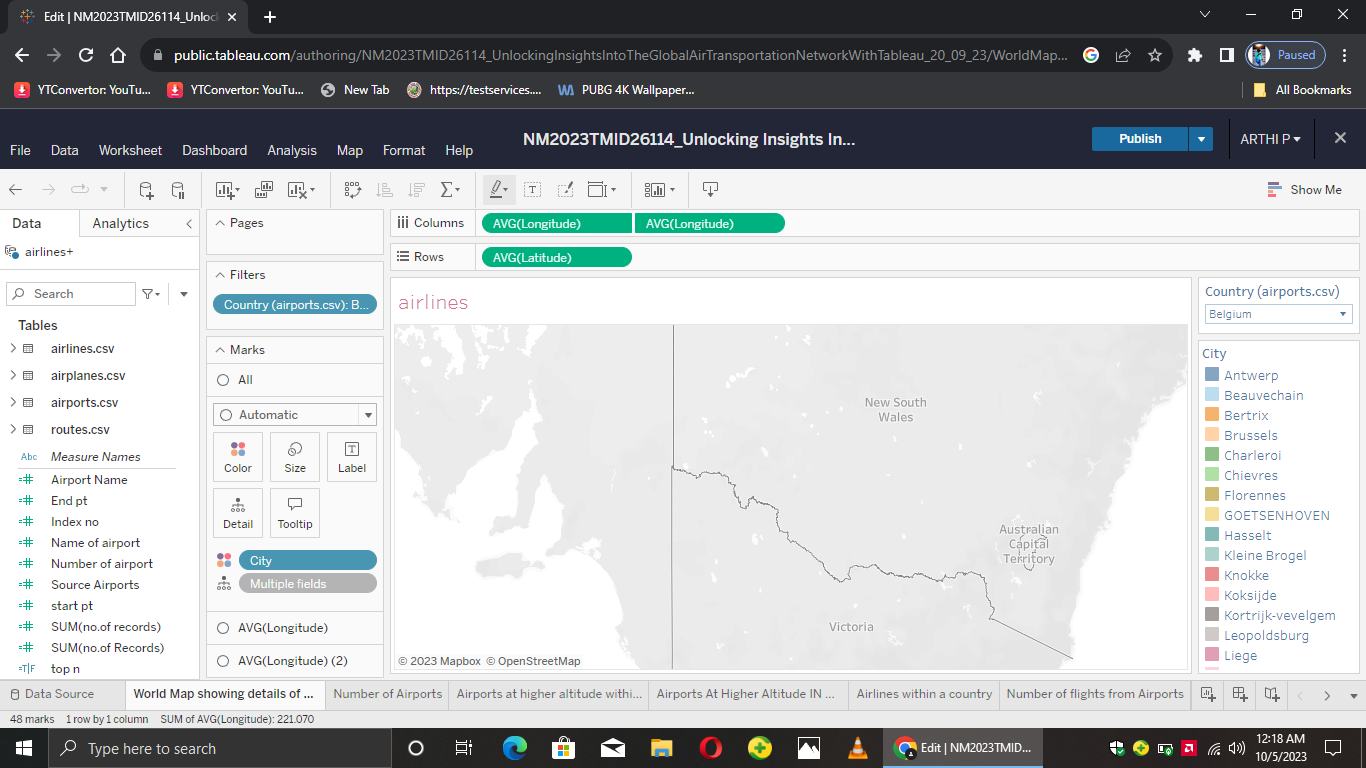 Edit | NM2023TMID26114_Unloc
public.tableau.com/authoring/NM2023TMID26114_UnlockingInsightsIntoTheGlobalAirTransportationNetworkWithTableau_20_09_23/WorldMap...
Paused
YTConvertor: YouTu...
YTConvertor: YouTu...
New Tab
https://testservices....
PUBG 4K Wallpaper...
All Bookmarks
NM2023TMID26114_Unlocking Insights In...
Publish
ARTHI P
File Data Worksheet Dashboard Analysis Map Format Help
Show Me
Data
Analytics
airlines+
Search
Tables
airlines.csv
airplanes.csv
airports.csv
routes.csv
Abc Measure Names
Airport Name
End pt
Index no
Name of airport
Number of airport
Source Airports
start pt
SUM(no.of records)
SUM(no.of Records)
top n
Pages
Filters
Country (airports.csv): B...
Marks
All
Automatic
Color
Size
Label
Detail
Tooltip
City
Multiple fields
AVG(Longitude)
AVG(Longitude) (2)
Columns
AVG(Longitude)
AVG(Longitude)
Rows
AVG(Latitude)
airlines
New South
Wales
Australian
Capital
Territory
Victoria
© 2023 Mapbox © OpenStreetMap
Country (airports.csv)
Belgium
City
Antwerp
Beauvechain
Bertrix
Brussels
Charleroi
Chievres
Florennes
GOETSENHOVEN
Hasselt
Kleine Brogel
Knokke
Koksijde
Kortrijk-vevelgem
Leopoldsburg
Liege
Data Source
World Map showing details of ...
Number of Airports
Airports at higher altitude withi...
Airports At Higher Altitude IN ...
Airlines within a country
Number of flights from Airports
48 marks 1 row by 1 column SUM of AVG(Longitude): 221.070
Type here to search
Edit | NM2023TMID...
12:18 AM
10/5/2023